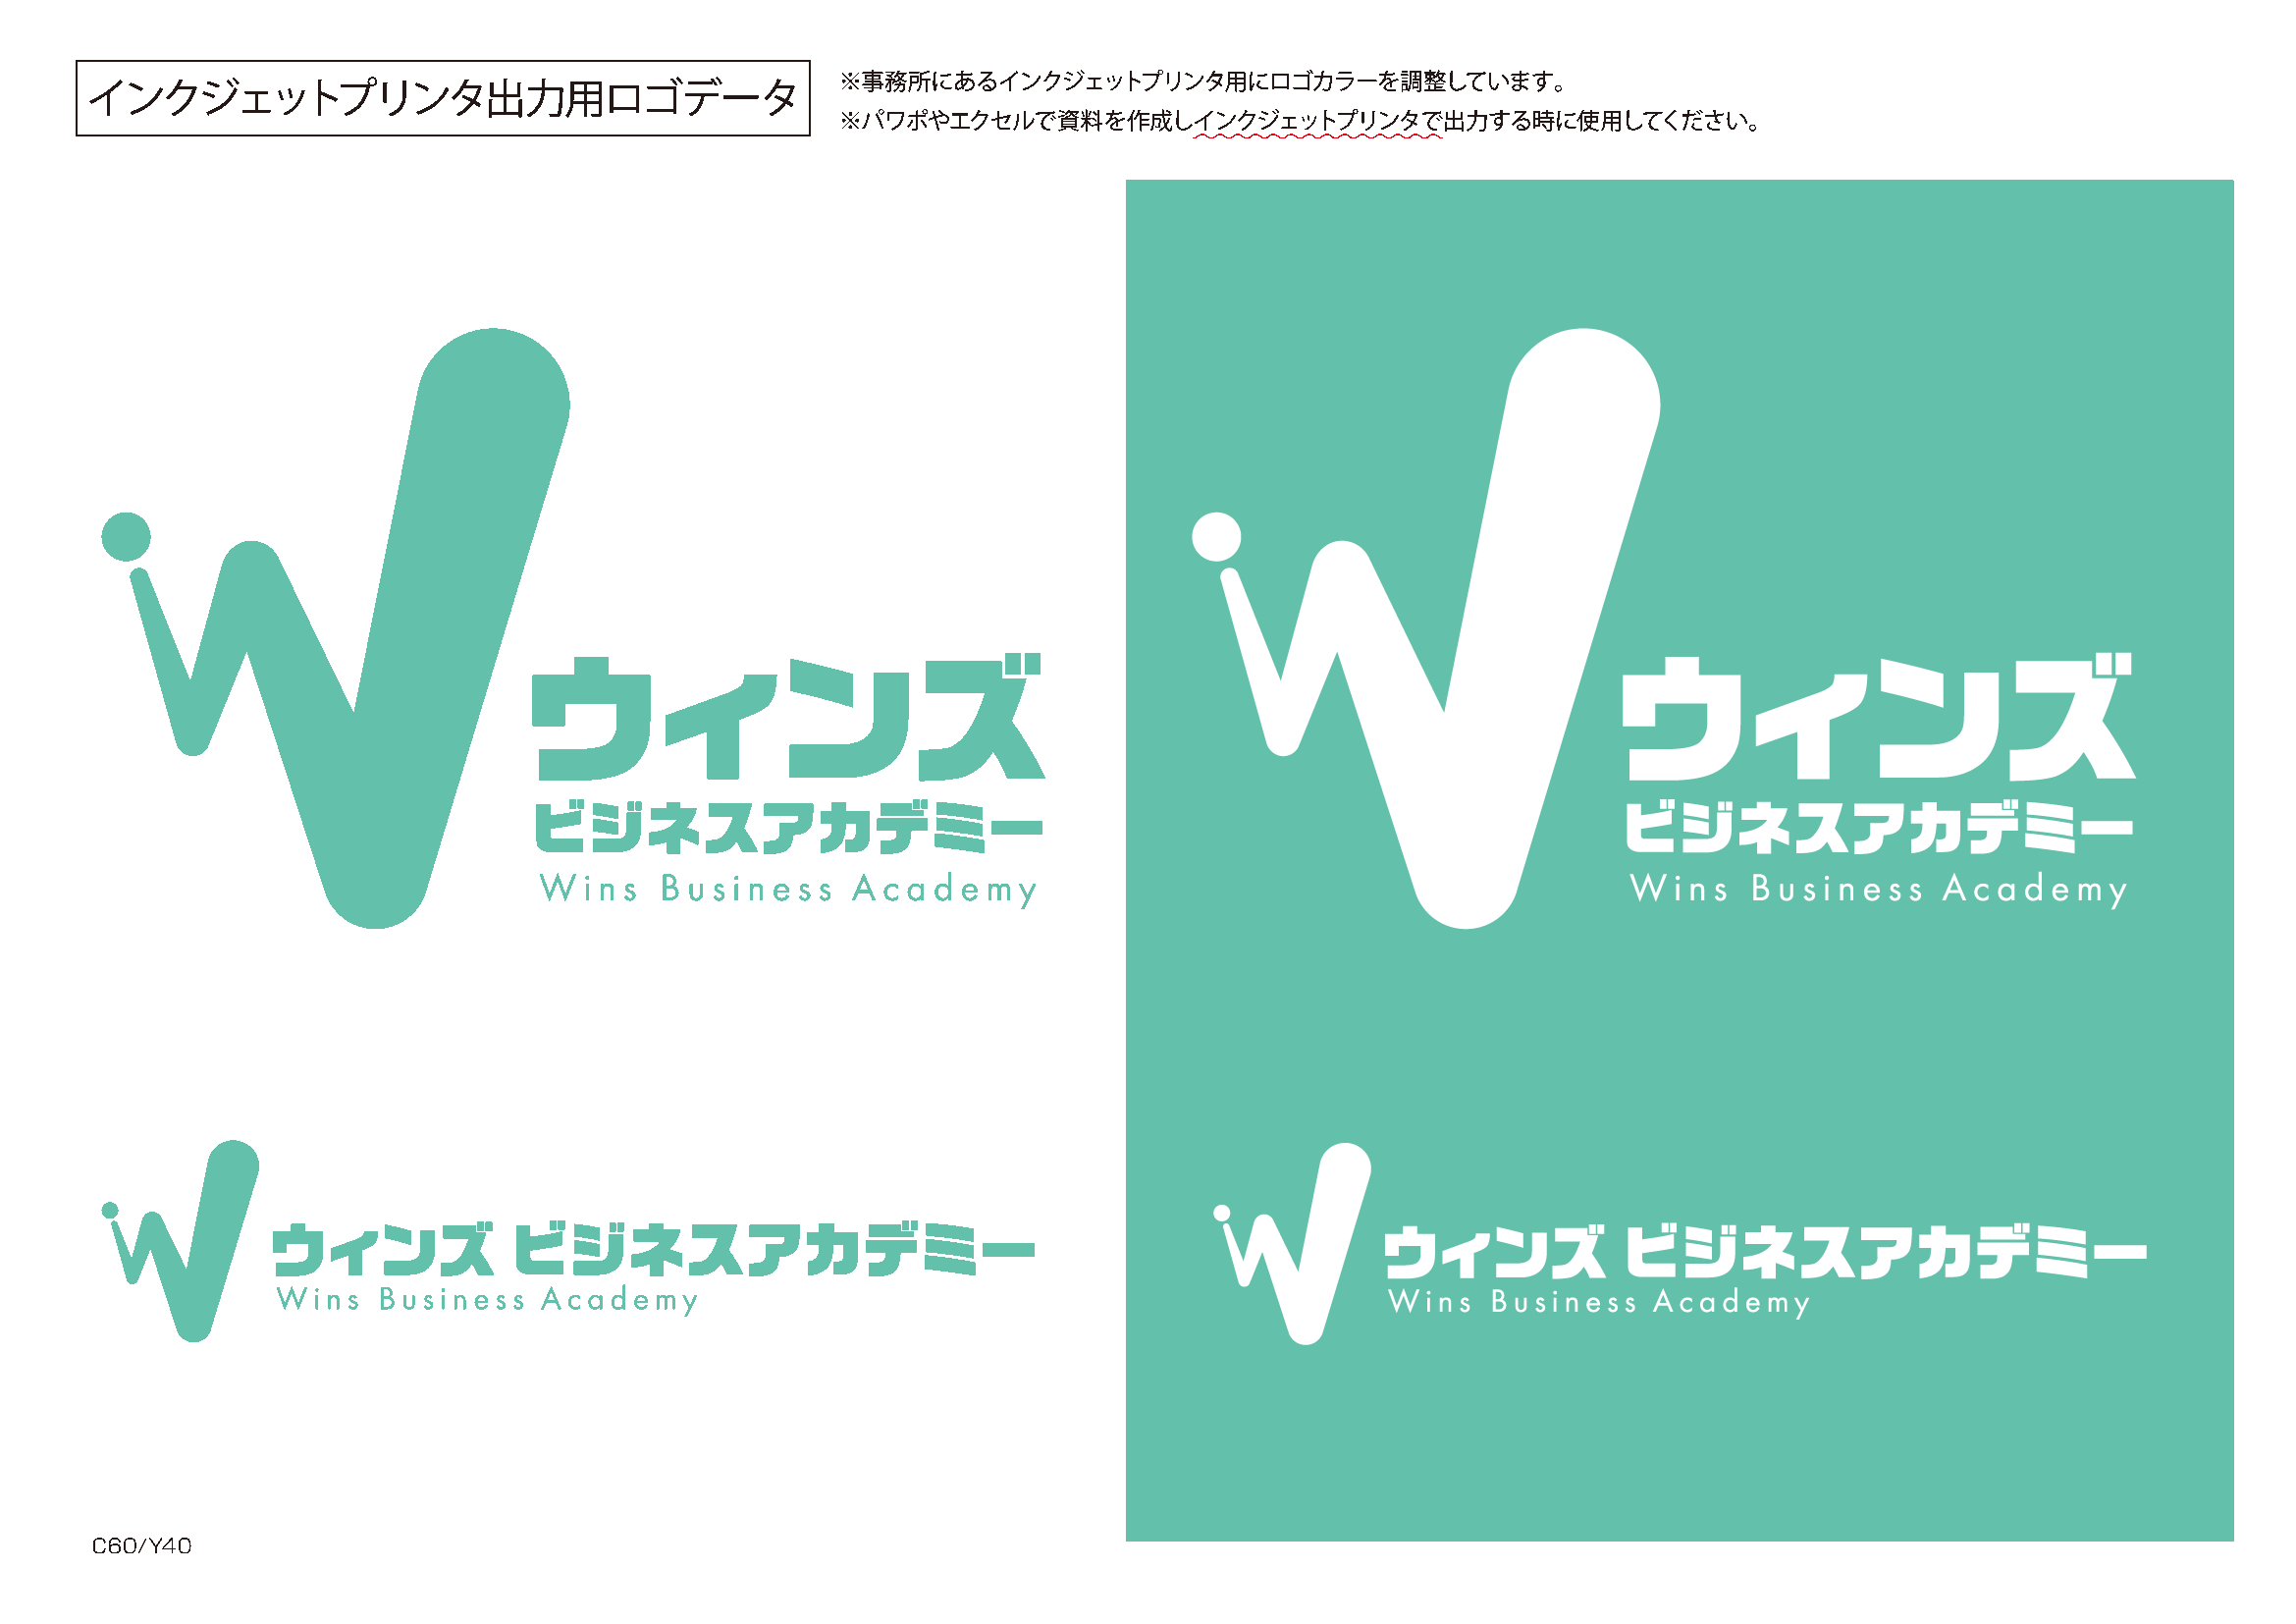 インクジェットプリンタ出力用ロゴデータ
※事務所にあるインクジェットプリンタ用にロゴカラーを調整しています。
※パワポやエクセルで資料を作成しインクジェットプリンタで出力する時に使用してください。
ウィンズ
ビジネスアカデミー
Wins Business Academy
ウィンズ
ビジネスアカデミー
Wins Business Academy
ウィンズ ビジネスアカデミー
Wins Business Academy
ウィンズ ビジネスアカデミー
Wins Business Academy
C60/Y40